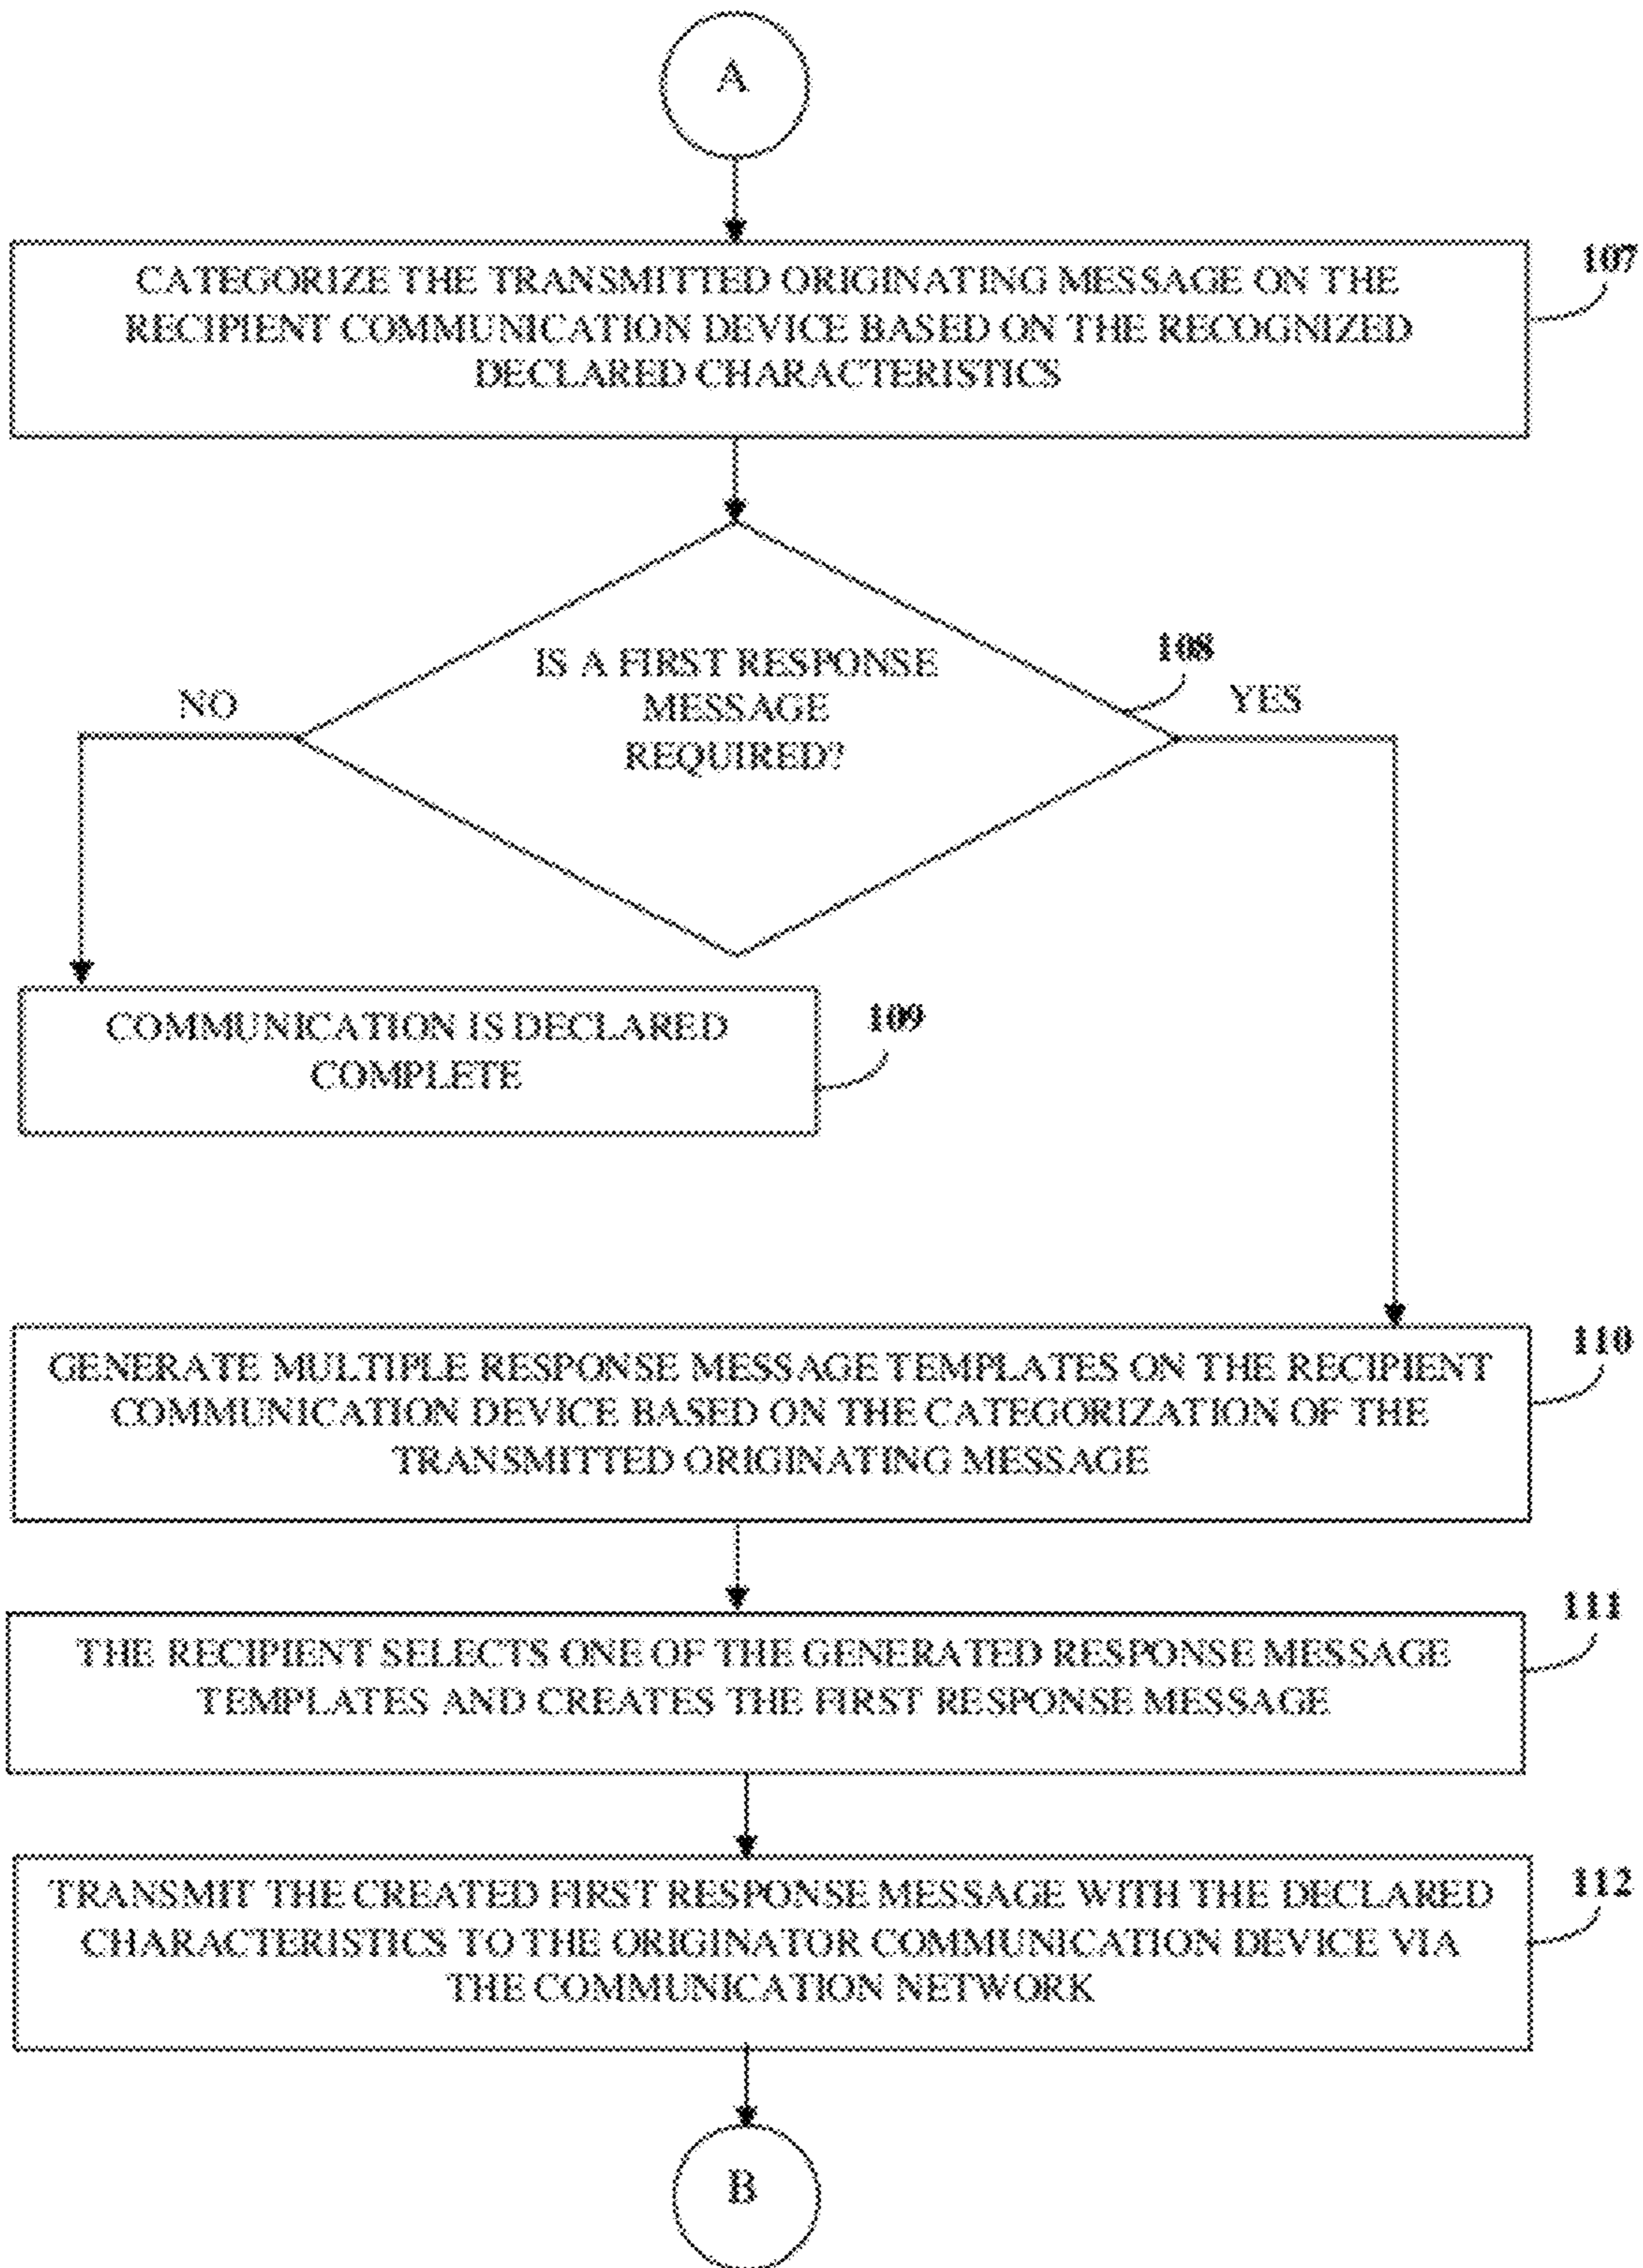 A
CATEGORIZE THE TRANSMITTED ORIGINATING MESSAGE ON THE
RECIPIENT COMMUNICATION DEVICE BASED ON THE RECOGNIZED
DECLARED CHARACTERISTICS
107
IS A FIRST RESPONSE
MESSAGE
REQUIRED?
108
NO
YES
COMMUNICATION IS DECLARED
COMPLETE
109
GENERATE MULTIPLE RESPONSE MESSAGE TEMPLATES ON THE RECIPIENT
COMMUNICATION DEVICE BASED ON THE CATEGORIZATION OF THE
TRANSMITTED ORIGINATING MESSAGE
110
THE RECIPIENT SELECTS ONE OF THE GENERATED RESPONSE MESSAGE
TEMPLATES AND CREATES THE FIRST RESPONSE MESSAGE
111
TRANSMIT THE CREATED FIRST RESPONSE MESSAGE WITH THE DECLARED
CHARACTERISTICS TO THE ORIGINATOR COMMUNICATION DEVICE VIA
THE COMMUNICATION NETWORK
112
B